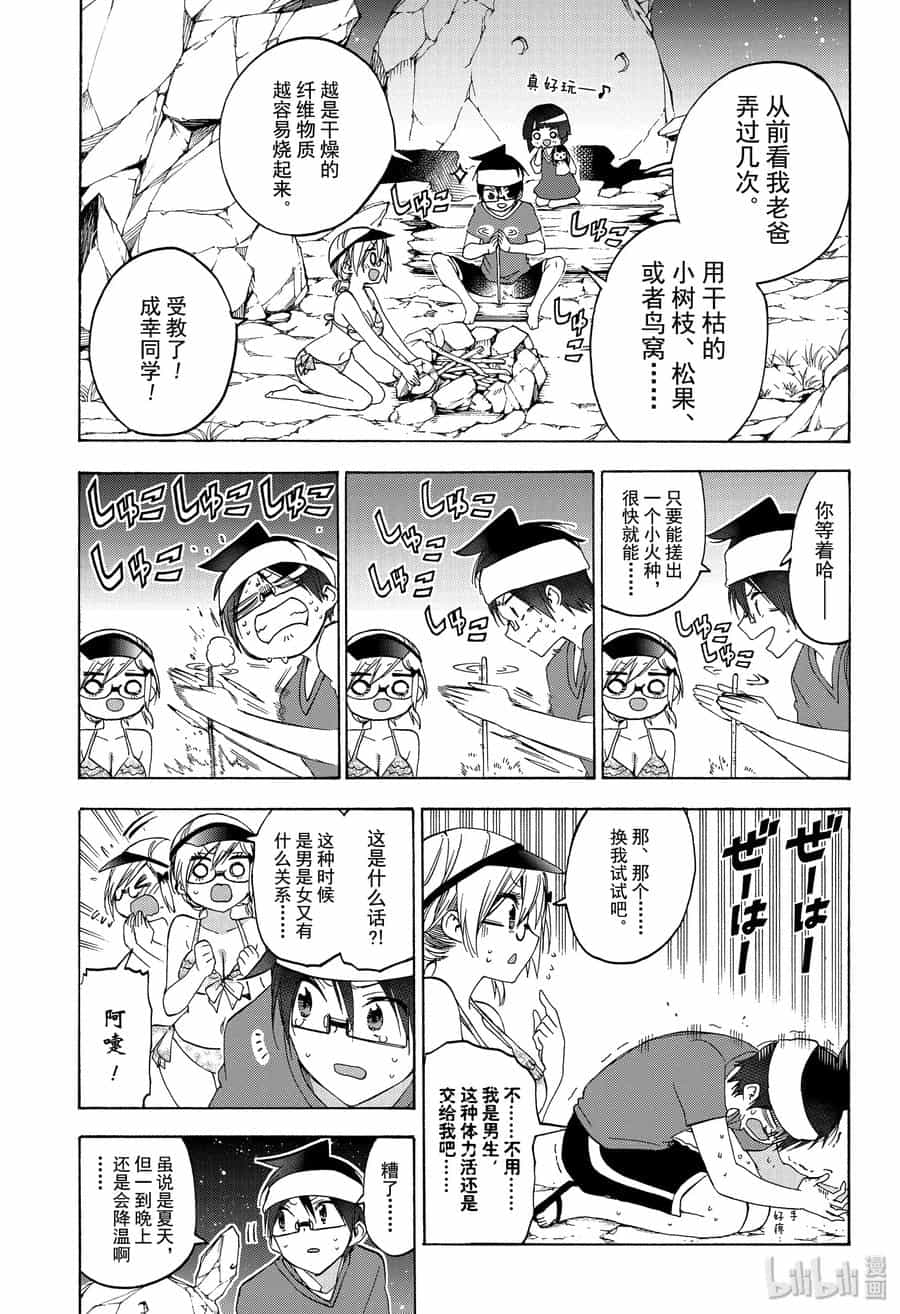 从前看我老爸
弄过几次。
用干枯的
小树枝、松果、
或者鸟窝……
真好玩—♪
越是干燥的
纤维物质
越容易烧起来。
受教了！
成幸同学！
しゅこ
しゅこ
しゅこ
你等着哈
——
只要能搓出
一个小火种，
很快就能……
しゅこ
しゅこ
しゅこ
しゅこ
しゅこ
しゅこ
しゅこ
しゅこ
しゅこ
ぜーはー
ぜーはー
那、那个……
换我试试吧。
不……不用……
我是男生，
这种体力活还是
交给我吧……
手
好疼…
这是什么话？！
这种时候
是男是女又有
什么关系……
阿嚏！
糟了……
虽说是夏天，
但一到晚上
还是会降温啊
……
bilibili
漫画